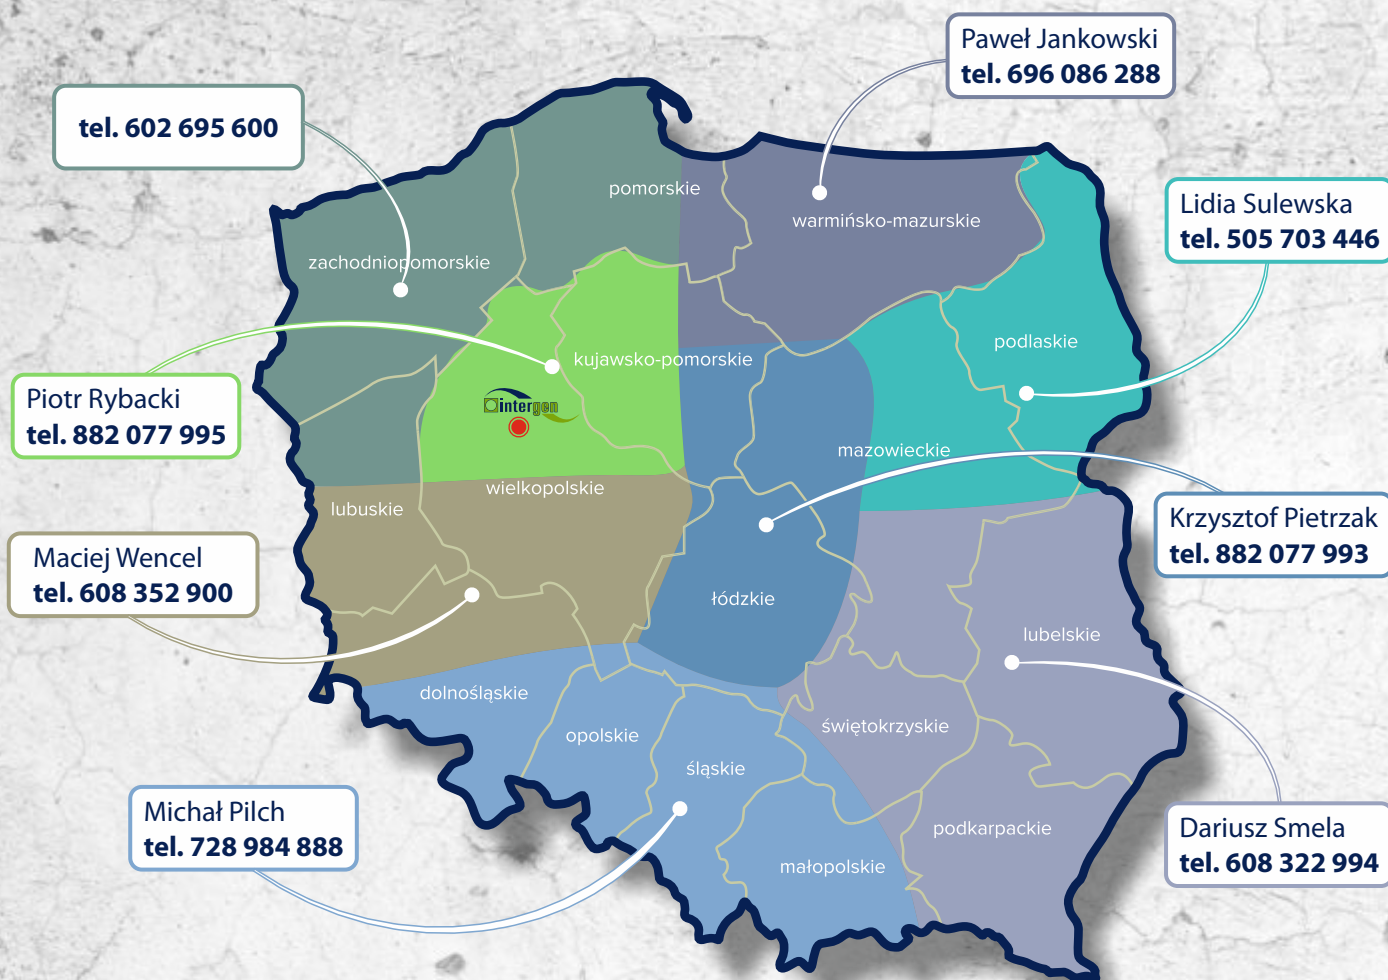 Paweł Jankowski
tel. 696 086 288
tel. 602 695 600
pomorskie
warmińsko-mazurskie
Lidia Sulewska
tel. 505 703 446
zachodniopomorskie
podlaskie
kujawsko-pomorskie
Piotr Rybacki
tel. 882 077 995
intergen
mazowieckie
wielkopolskie
lubuskie
Krzysztof Pietrzak
tel. 882 077 993
Maciej Wencel
tel. 608 352 900
łódzkie
lubelskie
dolnośląskie
opolskie
świętokrzyskie
śląskie
Michał Pilch
tel. 728 984 888
podkarpackie
Dariusz Smela
tel. 608 322 994
małopolskie